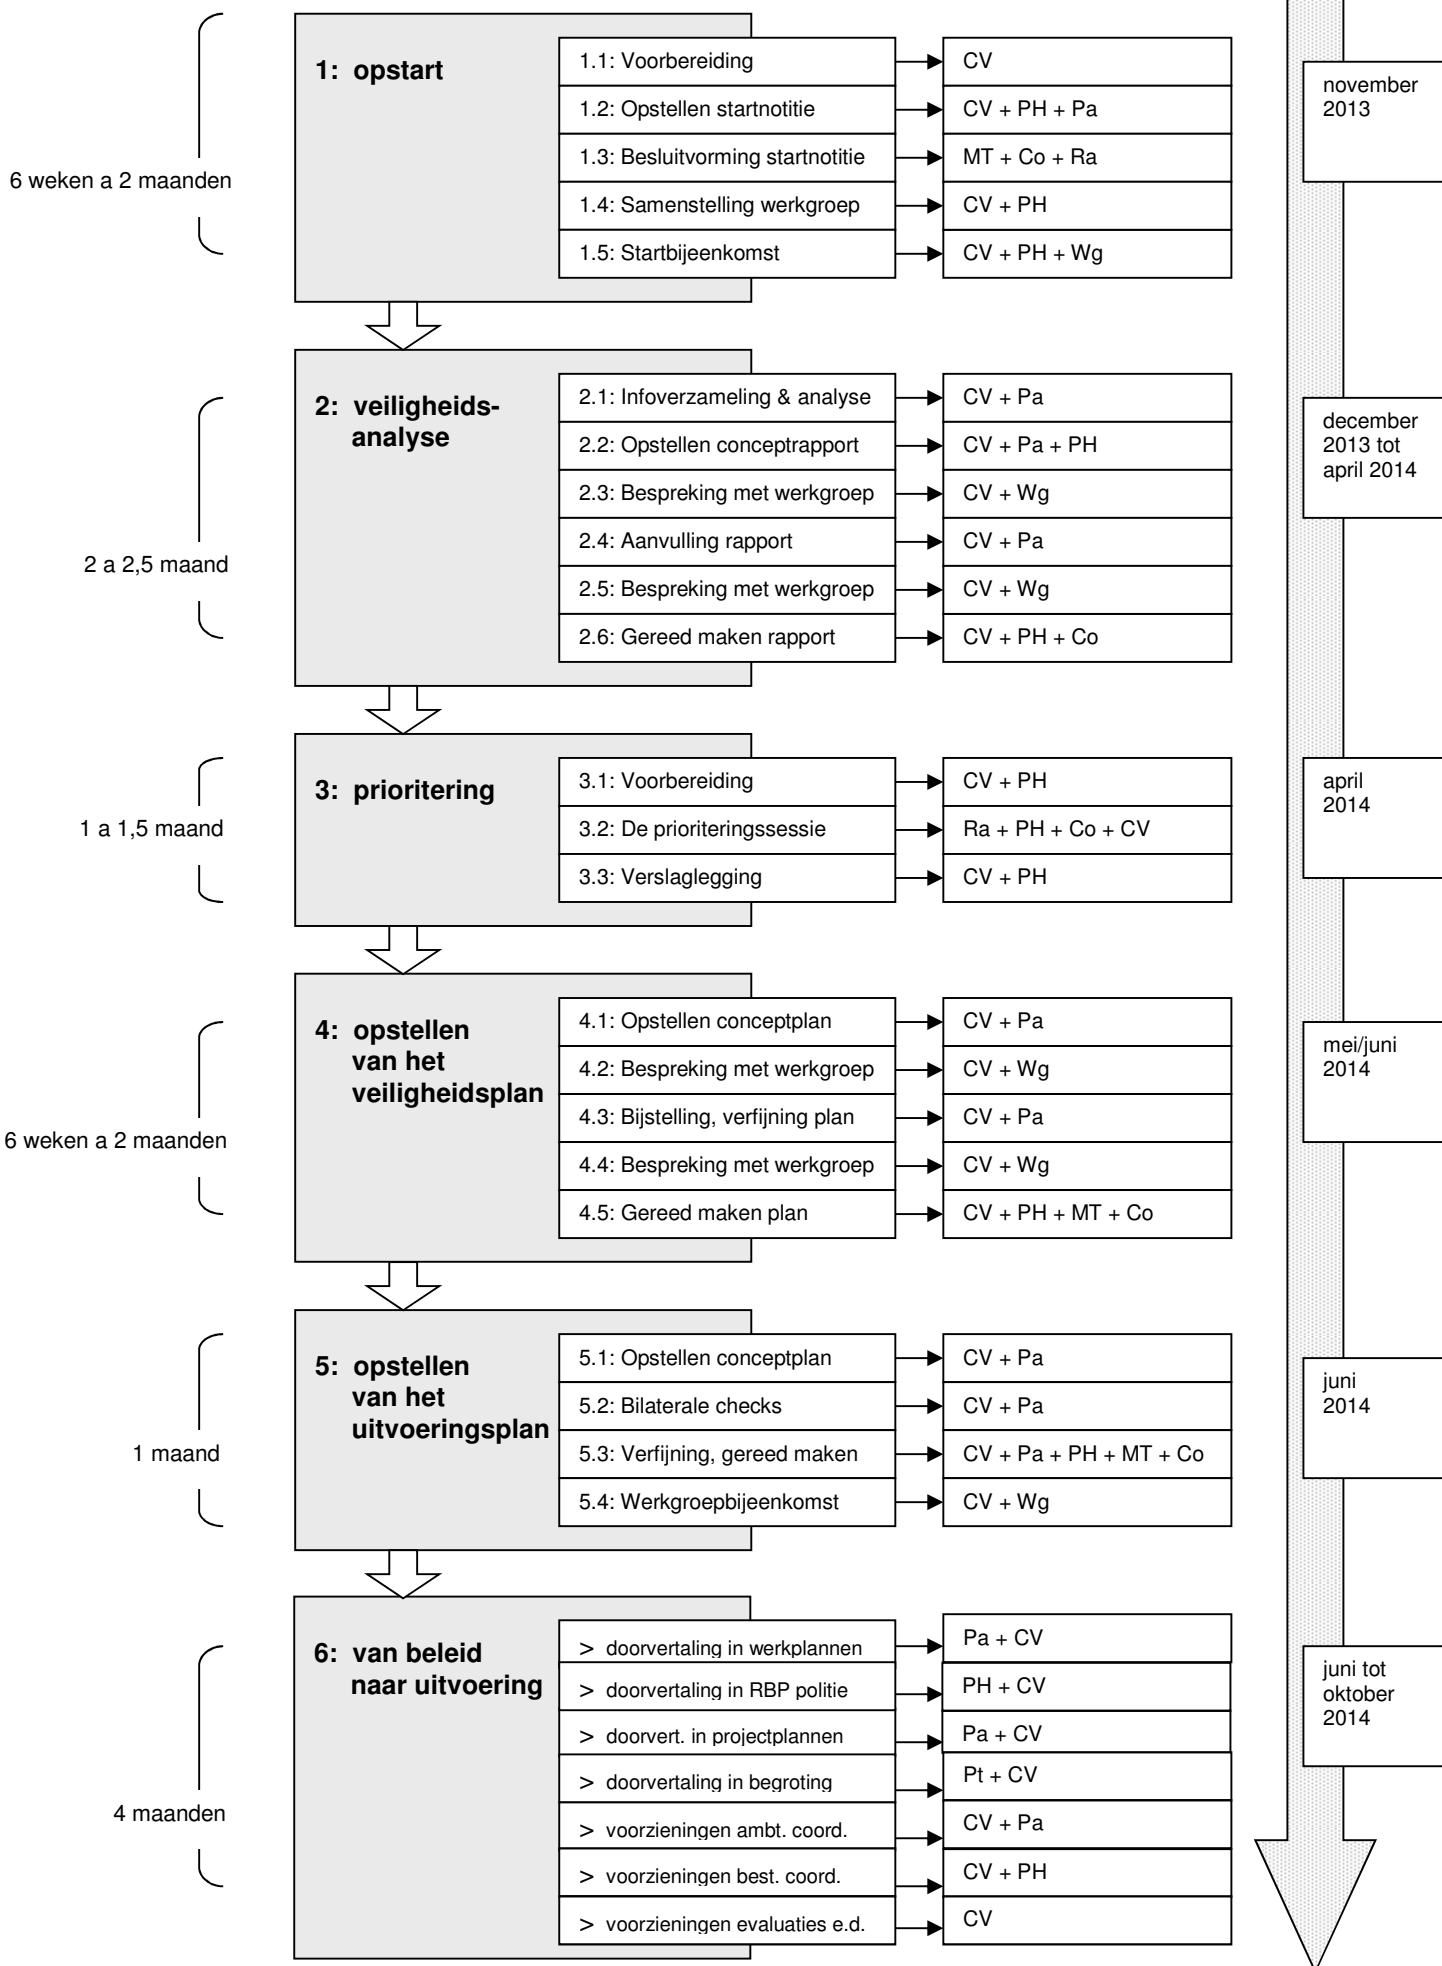 6 weken a 2 maanden
1: opstart
1.1: Voorbereiding
CV
1.2: Opstellen startnotitie
CV + PH + Pa
1.3: Besluitvorming startnotitie
MT + Co + Ra
1.4: Samenstelling werkgroep
CV + PH
1.5: Startbijeenkomst
CV + PH + Wg
november
2013
2 a 2,5 maand
2: veiligheids-
analyse
2.1: Infoverzameling & analyse
CV + Pa
2.2: Opstellen conceptrapport
CV + Pa + PH
2.3: Bespreking met werkgroep
CV + Wg
2.4: Aanvulling rapport
CV + Pa
2.5: Bespreking met werkgroep
CV + Wg
2.6: Gereed maken rapport
CV + PH + Co
december
2013 tot
april 2014
1 a 1,5 maand
3: prioritering
3.1: Voorbereiding
CV + PH
3.2: De prioriteringssessie
Ra + PH + Co + CV
3.3: Verslaglegging
CV + PH
april
2014
6 weken a 2 maanden
4: opstellen
van het
veiligheidsplan
4.1: Opstellen conceptplan
CV + Pa
4.2: Bespreking met werkgroep
CV + Wg
4.3: Bijstelling, verfijning plan
CV + Pa
4.4: Bespreking met werkgroep
CV + Wg
4.5: Gereed maken plan
CV + PH + MT + Co
mei/juni
2014
1 maand
5: opstellen
van het
uitvoeringsplan
5.1: Opstellen conceptplan
CV + Pa
5.2: Bilaterale checks
CV + Pa
5.3: Verfijning, gereed maken
CV + Pa + PH + MT + Co
5.4: Werkgroepbijeenkomst
CV + Wg
juni
2014
4 maanden
6: van beleid
naar uitvoering
> doorvertaling in werkplannen
Pa + CV
> doorvertaling in RBP politie
PH + CV
> doorvert. in projectplannen
Pa + CV
> doorvertaling in begroting
Pt + CV
> voorzieningen ambt. coord.
CV + Pa
> voorzieningen best. coord.
CV + PH
> voorzieningen evaluaties e.d.
CV
juni tot
oktober
2014